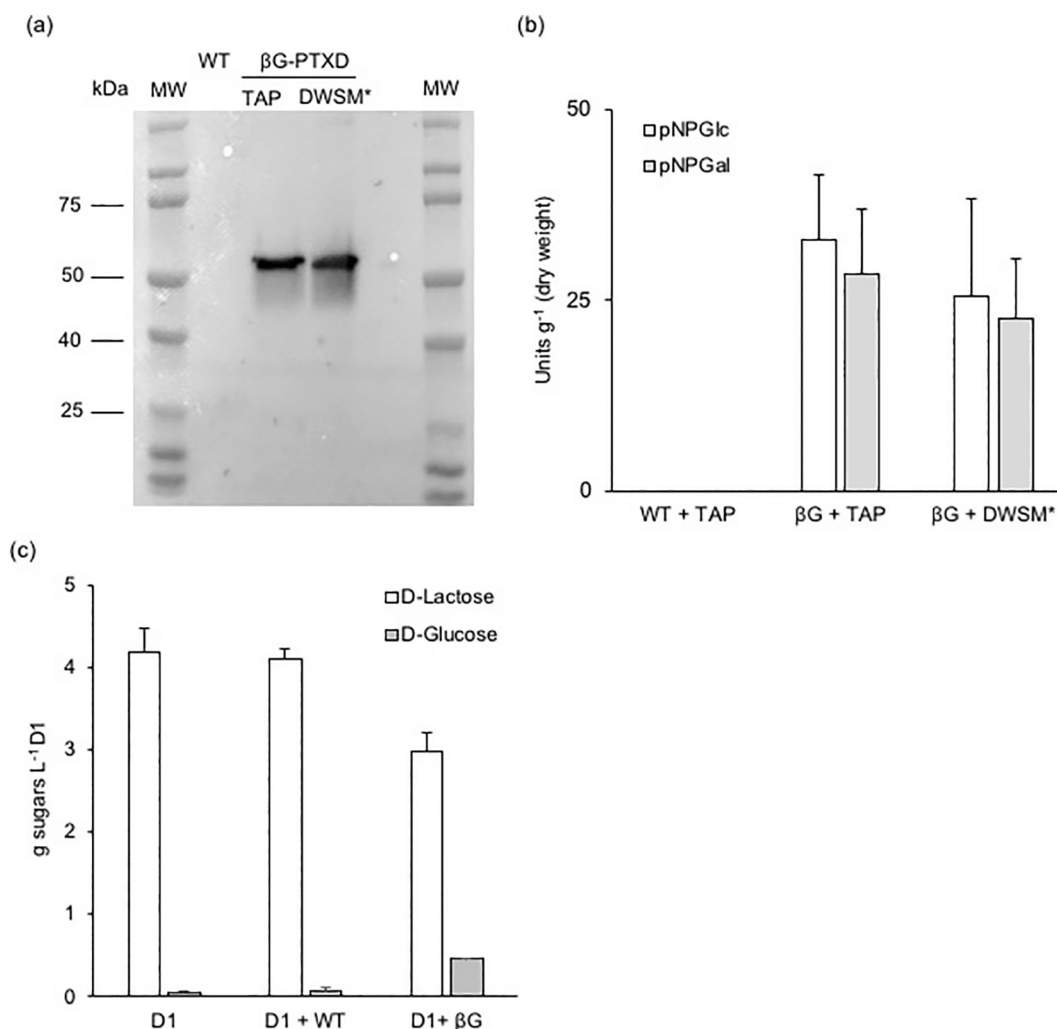 (a)
WT βG-PTXD
kDa MW TAP DWSM* MW
75
50
40
25
(b)
50
pNPGlc
pNPGal
25
0
Units g⁻¹ (dry weight)
WT + TAP βG + TAP βG + DWSM*
(c)
5
D-Lactose
D-Glucose
4
3
2
1
0
g sugars L⁻¹ D1
D1 D1 + WT D1+ βG